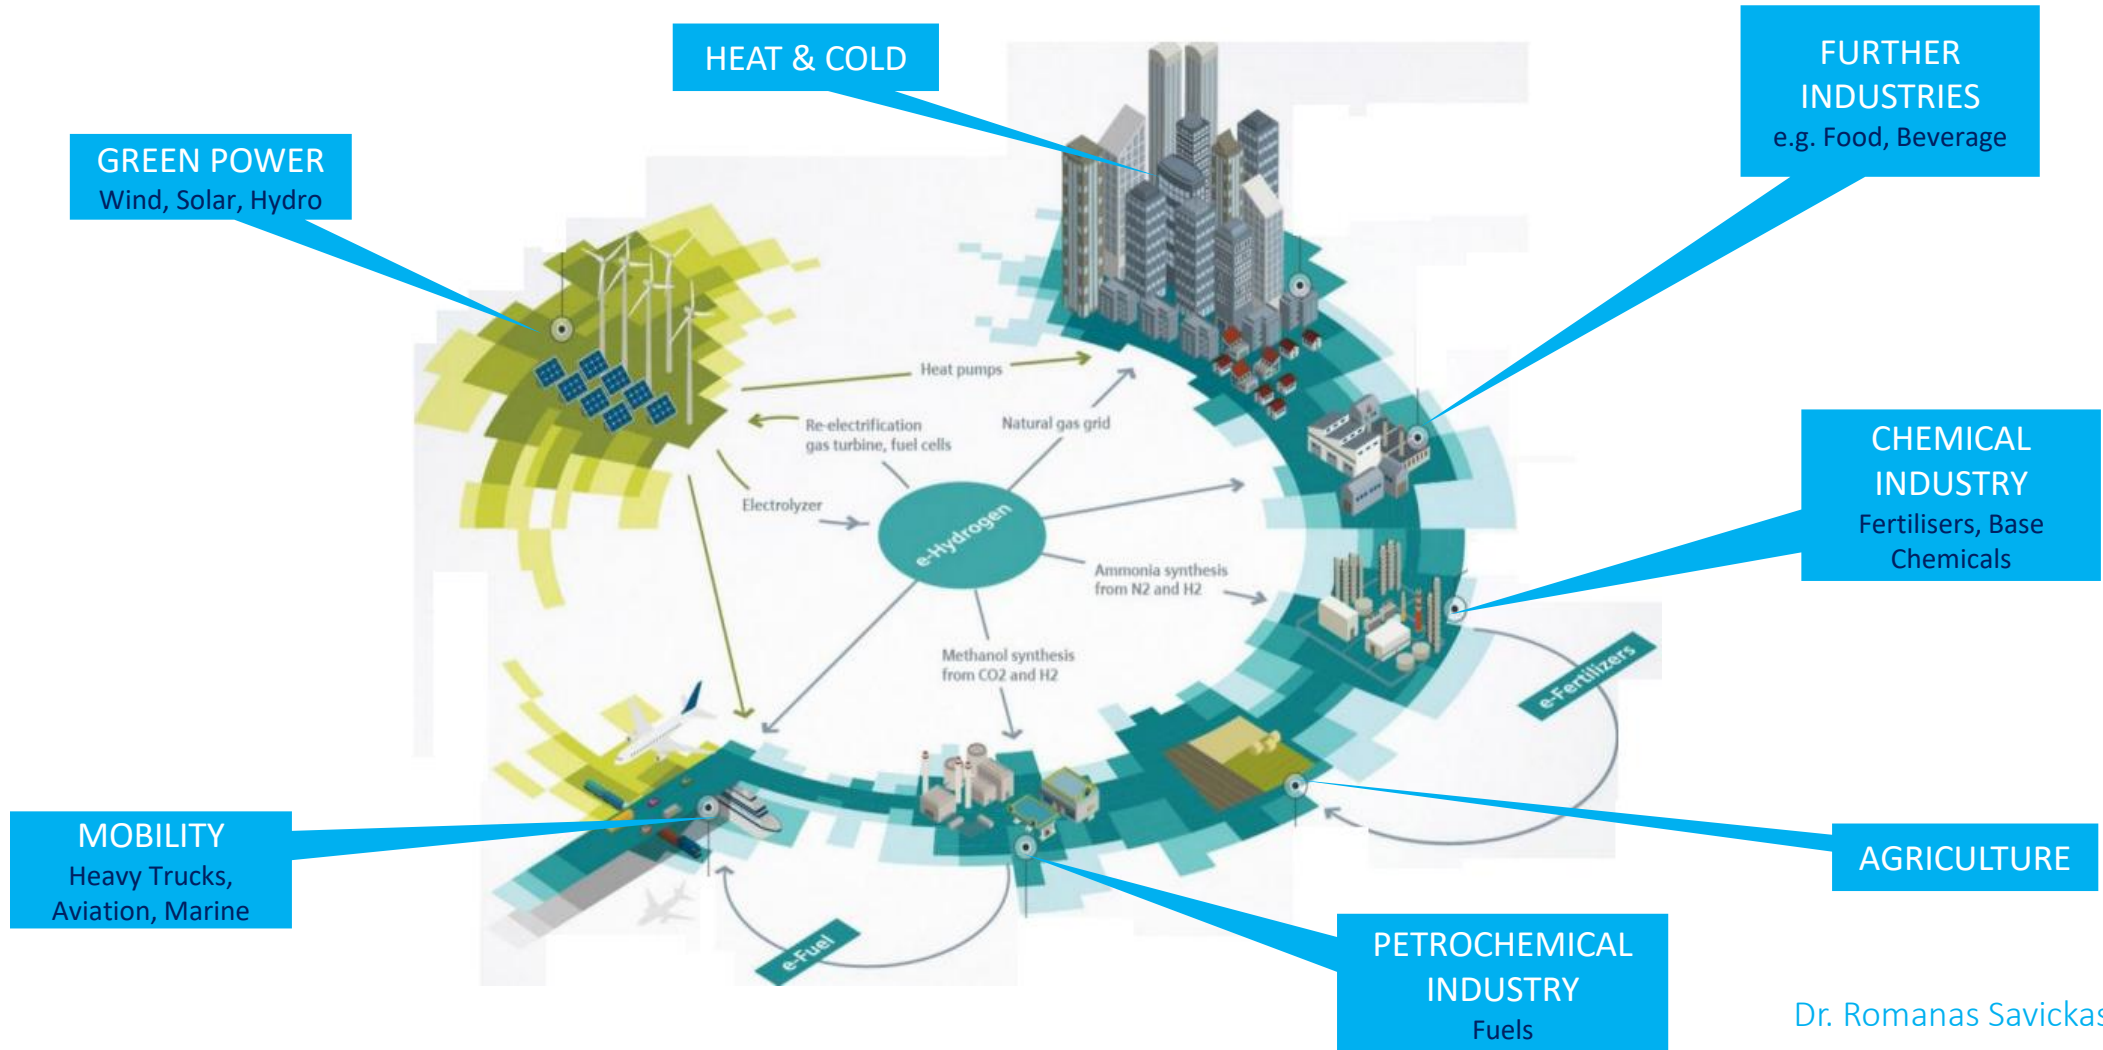 HEAT & COLD
FURTHER
INDUSTRIES
e.g. Food, Beverage
GREEN POWER
Wind, Solar, Hydro
Heat pumps
Re-electrification
gas turbine, fuel cells
Natural gas grid
Electrolyzer
e-Hydrogen
CHEMICAL
INDUSTRY
Fertilisers, Base
Chemicals
Ammonia synthesis
from N2 and H2
Methanol synthesis
from CO2 and H2
e-Fertilizers
MOBILITY
Heavy Trucks,
Aviation, Marine
AGRICULTURE
e-Fuel
PETROCHEMICAL
INDUSTRY
Fuels
Dr. Romanas Savickas